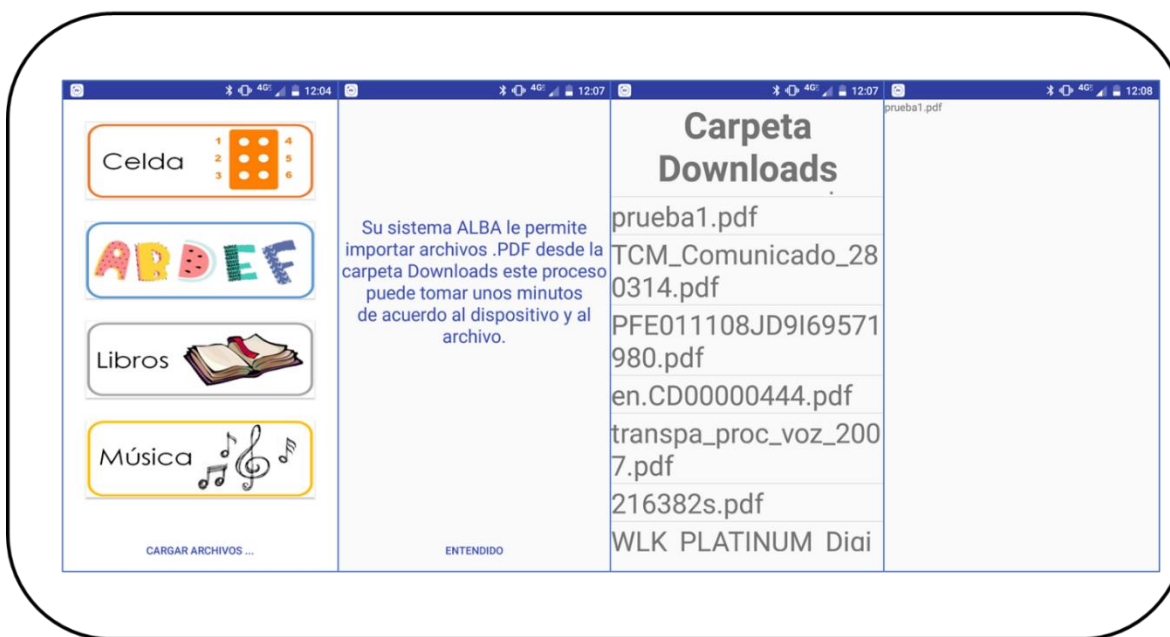 12:04
Celda
1 4
2 5
3 6
ABDEF
Libros
Música
CARGAR ARCHIVOS ...
12:07
Su sistema ALBA le permite
importar archivos .PDF desde la
carpeta Downloads este proceso
puede tomar unos minutos
de acuerdo al dispositivo y al
archivo.
ENTENDIDO
12:07
Carpeta
Downloads
prueba1.pdf
TCM_Comunicado_28
0314.pdf
PFE011108JD9I69571
980.pdf
en.CD00000444.pdf
transpa_proc_voz_200
7.pdf
216382s.pdf
WLK PLATINUM Digi
12:08
prueba1.pdf